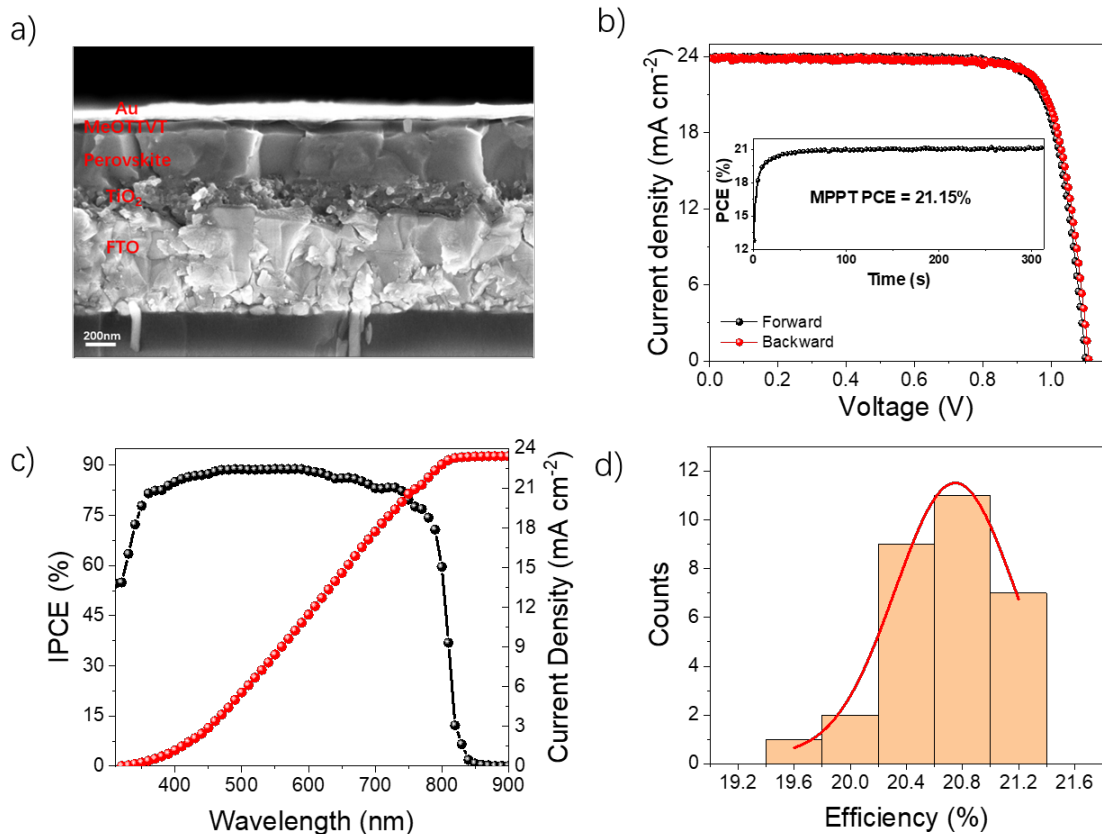 a)
Au
MeOTTVT
Perovskite
TiO₂
FTO
200nm
b)
Current density (mA cm⁻²)
24
18
12
6
0
0.0 0.2 0.4 0.6 0.8 1.0
Voltage (V)
PCE (%)
21
18
15
12
0 100 200 300
Time (s)
MPPT PCE = 21.15%
Forward
Backward
c)
IPCE (%)
90
75
60
45
30
15
0
400 500 600 700 800 900
Wavelength (nm)
24
21
18
15
12
9
6
3
0
Current Density (mA cm⁻²)
d)
Counts
12
10
8
6
4
2
0
19.2 19.6 20.0 20.4 20.8 21.2 21.6
Efficiency (%)